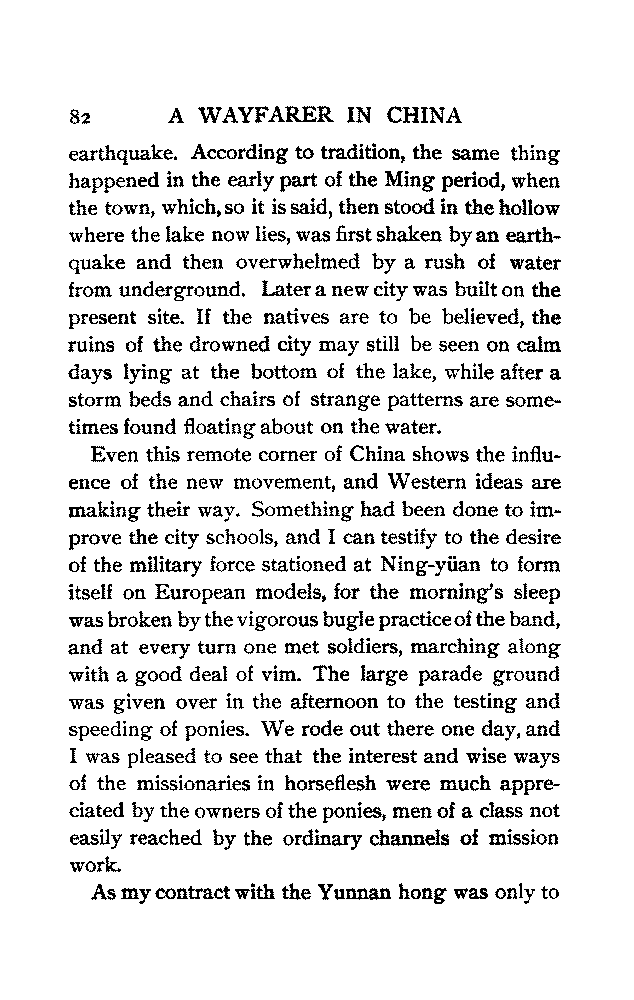 82 A WAYFARER IN CHINA
earthquake. According to tradition, the same thing
happened in the early part of the Ming period, when
the town, which, so it is said, then stood in the hollow
where the lake now lies, was first shaken by an earth-
quake and then overwhelmed by a rush of water
from underground. Later a new city was built on the
present site. If the natives are to be believed, the
ruins of the drowned city may still be seen on calm
days lying at the bottom of the lake, while after a
storm beds and chairs of strange patterns are some-
times found floating about on the water.
Even this remote corner of China shows the influ-
ence of the new movement, and Western ideas are
making their way. Something had been done to im-
prove the city schools, and I can testify to the desire
of the military force stationed at Ning-yüan to form
itself on European models, for the morning's sleep
was broken by the vigorous bugle practice of the band,
and at every turn one met soldiers, marching along
with a good deal of vim. The large parade ground
was given over in the afternoon to the testing and
speeding of ponies. We rode out there one day, and
I was pleased to see that the interest and wise ways
of the missionaries in horseflesh were much appre-
ciated by the owners of the ponies, men of a class not
easily reached by the ordinary channels of mission
work.
As my contract with the Yunnan hong was only to